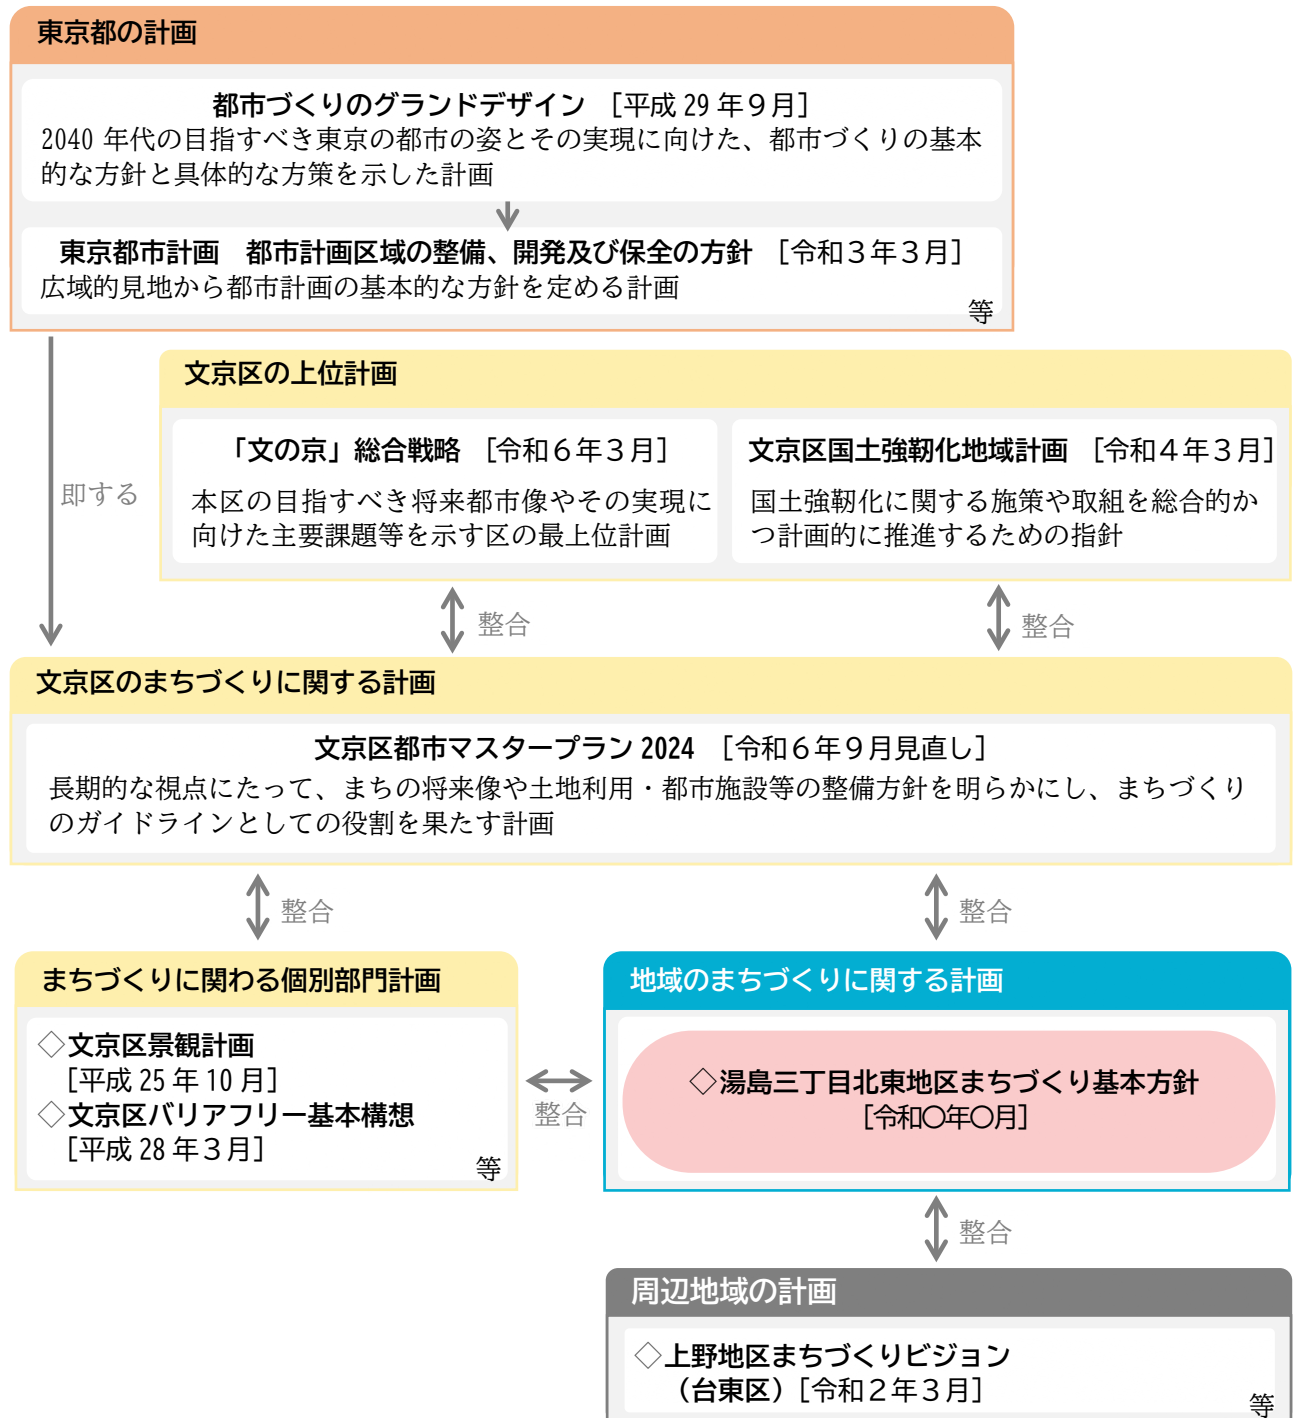 東京都の計画
都市づくりのグランドデザイン ［平成 29 年９月］
2040 年代の目指すべき東京の都市の姿とその実現に向けた、都市づくりの基本
的な方針と具体的な方策を示した計画
東京都市計画　都市計画区域の整備、開発及び保全の方針 ［令和３年３月］
広域的見地から都市計画の基本的な方針を定める計画
等
即する
文京区の上位計画
「文の京」総合戦略 ［令和６年３月］
本区の目指すべき将来都市像やその実現に
向けた主要課題等を示す区の最上位計画
文京区国土強靭化地域計画 ［令和４年３月］
国土強靭化に関する施策や取組を総合的か
つ計画的に推進するための指針
整合
整合
文京区のまちづくりに関する計画
文京区都市マスタープラン 2024 ［令和６年９月見直し］
長期的な視点にたって、まちの将来像や土地利用・都市施設等の整備方針を明らかにし、まちづくり
のガイドラインとしての役割を果たす計画
整合
整合
まちづくりに関わる個別部門計画
◇文京区景観計画
［平成 25 年 10 月］
◇文京区バリアフリー基本構想
［平成 28 年３月］
等
整合
地域のまちづくりに関する計画
◇湯島三丁目北東地区まちづくり基本方針
［令和〇年〇月］
整合
周辺地域の計画
◇上野地区まちづくりビジョン
（台東区）［令和２年３月］
等